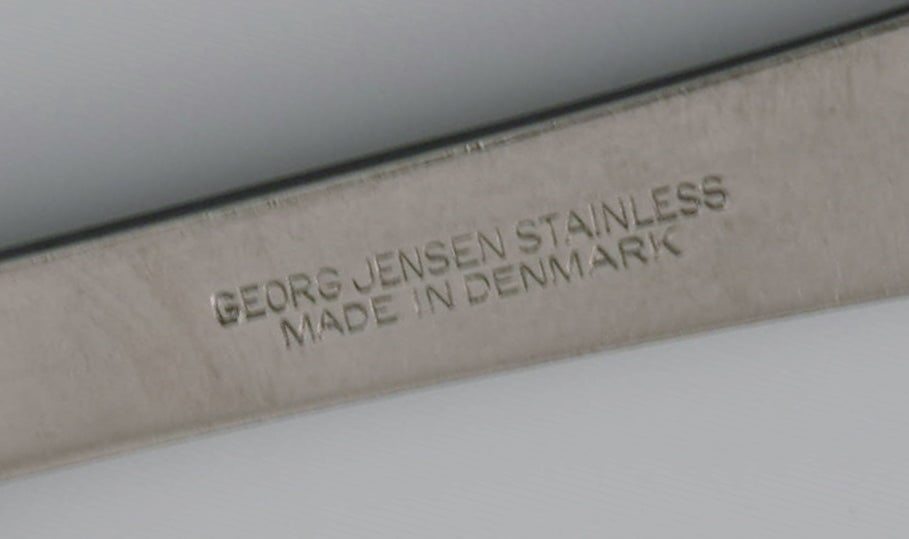 GEORG JENSEN STAINLESS
MADE IN DENMARK